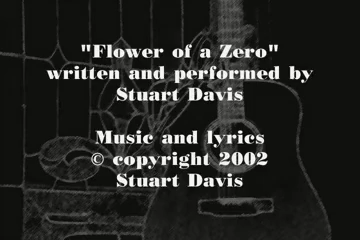 "Flower of a Zero"
written and performed by
Stuart Davis
Music and lyrics
© copyright 2002
Stuart Davis